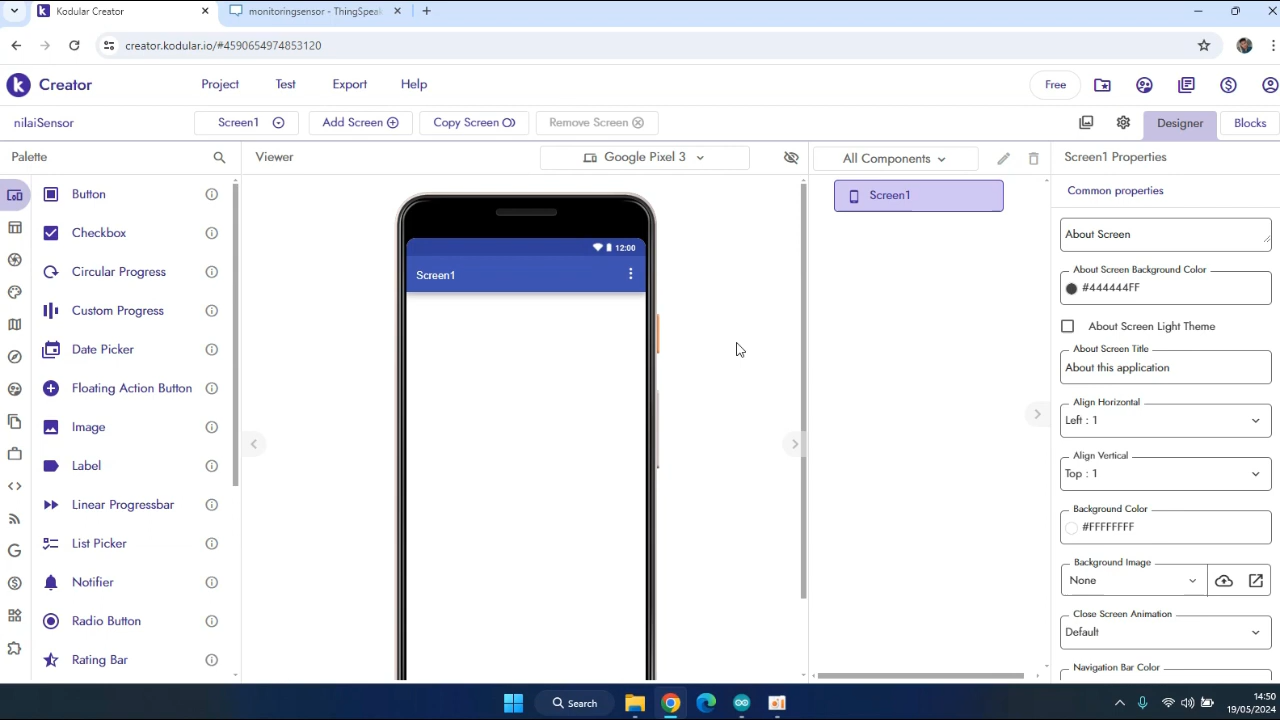 Kodular Creator
monitoringsensor - ThingSpeak
creator.kodular.io/#4590654974853120
Creator
Project
Test
Export
Help
Free
nilaiSensor
Screen1
Add Screen
Copy Screen
Remove Screen
Designer
Blocks
Palette
Viewer
Google Pixel 3
All Components
Screen1 Properties
Button
Checkbox
Circular Progress
Custom Progress
Date Picker
Floating Action Button
Image
Label
Linear Progressbar
List Picker
Notifier
Radio Button
Rating Bar
12:00
Screen1
Screen1
Common properties
About Screen
About Screen Background Color
#444444FF
About Screen Light Theme
About Screen Title
About this application
Align Horizontal
Left : 1
Align Vertical
Top : 1
Background Color
#FFFFFFFF
Background Image
None
Close Screen Animation
Default
Navigation Bar Color
Search
14:50
19/05/2024